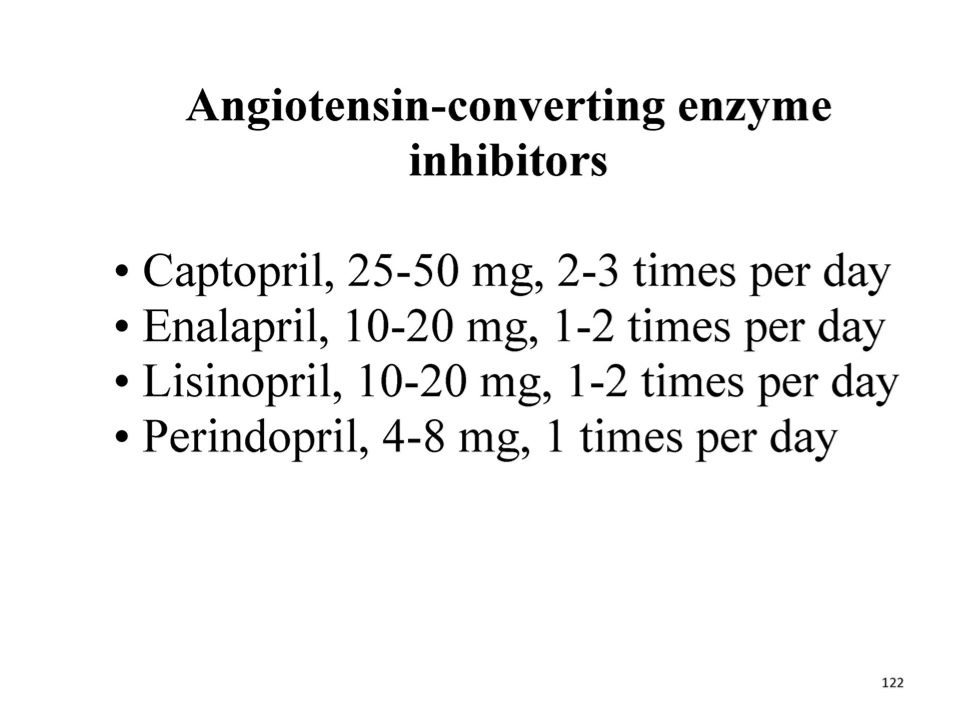 Angiotensin-converting enzyme
inhibitors
• Captopril, 25-50 mg, 2-3 times per day
• Enalapril, 10-20 mg, 1-2 times per day
• Lisinopril, 10-20 mg, 1-2 times per day
• Perindopril, 4-8 mg, 1 times per day
122